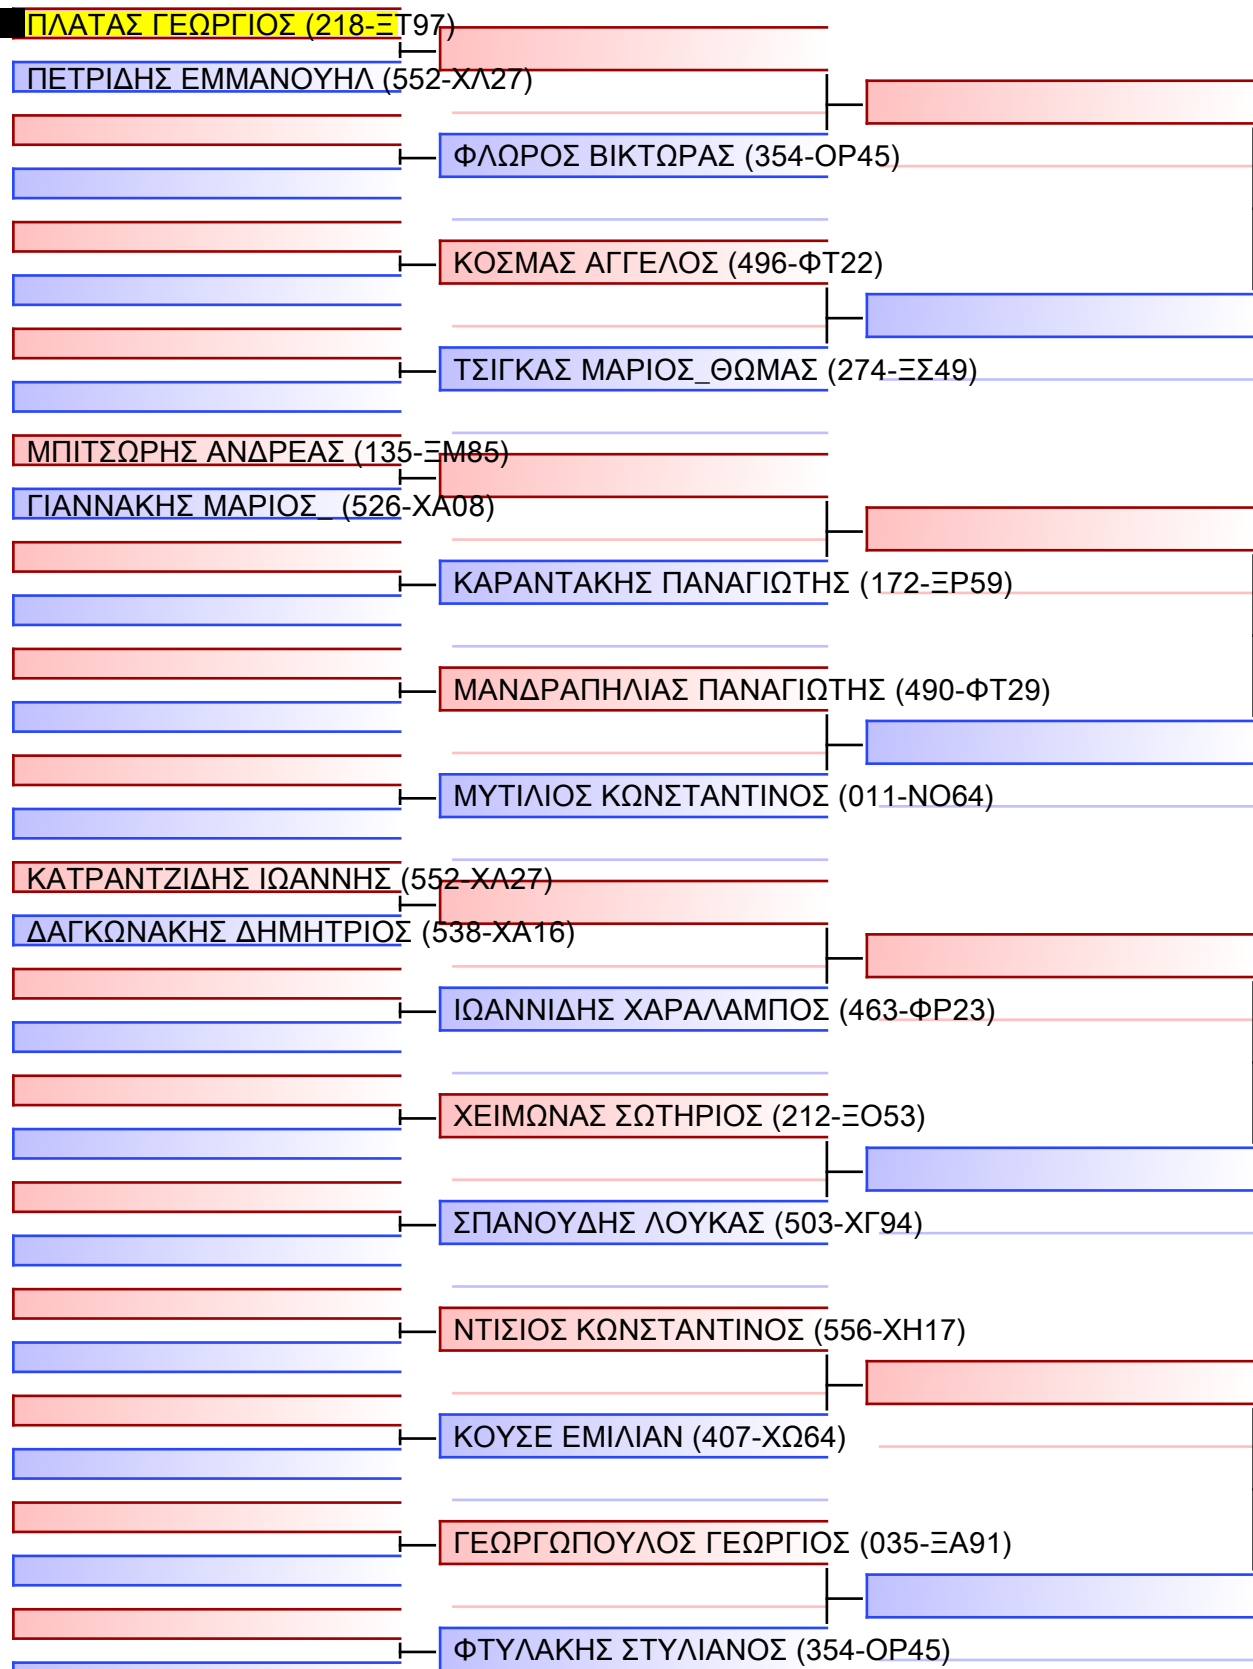 ΠΛΑΤΑΣ ΓΕΩΡΓΙΟΣ (218-ΞΤ97)
ΠΕΤΡΙΔΗΣ ΕΜΜΑΝΟΥΗΛ (552-ΧΛ27)
ΦΛΩΡΟΣ ΒΙΚΤΩΡΑΣ (354-ΟΡ45)
ΚΟΣΜΑΣ ΑΓΓΕΛΟΣ (496-ΦΤ22)
ΤΣΙΓΚΑΣ ΜΑΡΙΟΣ_ΘΩΜΑΣ (274-ΞΣ49)
ΜΠΙΤΣΩΡΗΣ ΑΝΔΡΕΑΣ (135-ΞΜ85)
ΓΙΑΝΝΑΚΗΣ ΜΑΡΙΟΣ_ (526-ΧΑ08)
ΚΑΡΑΝΤΑΚΗΣ ΠΑΝΑΓΙΩΤΗΣ (172-ΞΡ59)
ΜΑΝΔΡΑΠΗΛΙΑΣ ΠΑΝΑΓΙΩΤΗΣ (490-ΦΤ29)
ΜΥΤΙΛΙΟΣ ΚΩΝΣΤΑΝΤΙΝΟΣ (011-ΝΟ64)
ΚΑΤΡΑΝΤΖΙΔΗΣ ΙΩΑΝΝΗΣ (552-ΧΛ27)
ΔΑΓΚΩΝΑΚΗΣ ΔΗΜΗΤΡΙΟΣ (538-ΧΑ16)
ΙΩΑΝΝΙΔΗΣ ΧΑΡΑΛΑΜΠΟΣ (463-ΦΡ23)
ΧΕΙΜΩΝΑΣ ΣΩΤΗΡΙΟΣ (212-ΞΟ53)
ΣΠΑΝΟΥΔΗΣ ΛΟΥΚΑΣ (503-ΧΓ94)
ΝΤΙΣΙΟΣ ΚΩΝΣΤΑΝΤΙΝΟΣ (556-ΧΗ17)
ΚΟΥΣΕ ΕΜΙΛΙΑΝ (407-ΧΩ64)
ΓΕΩΡΓΩΠΟΥΛΟΣ ΓΕΩΡΓΙΟΣ (035-ΞΑ91)
ΦΤΥΛΑΚΗΣ ΣΤΥΛΙΑΝΟΣ (354-ΟΡ45)